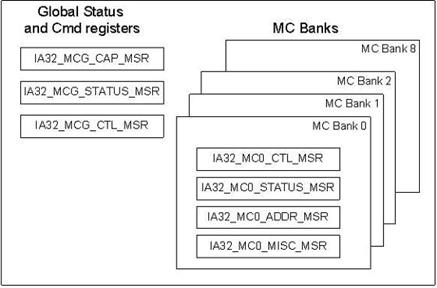 Global Status
and Cmd registers
IA32_MCG_CAP_MSR
IA32_MCG_STATUS_MSR
IA32_MCG_CTL_MSR
MC Banks
MC Bank 8
MC Bank 2
MC Bank 1
MC Bank 0
IA32_MC0_CTL_MSR
IA32_MC0_STATUS_MSR
IA32_MC0_ADDR_MSR
IA32_MC0_MISC_MSR